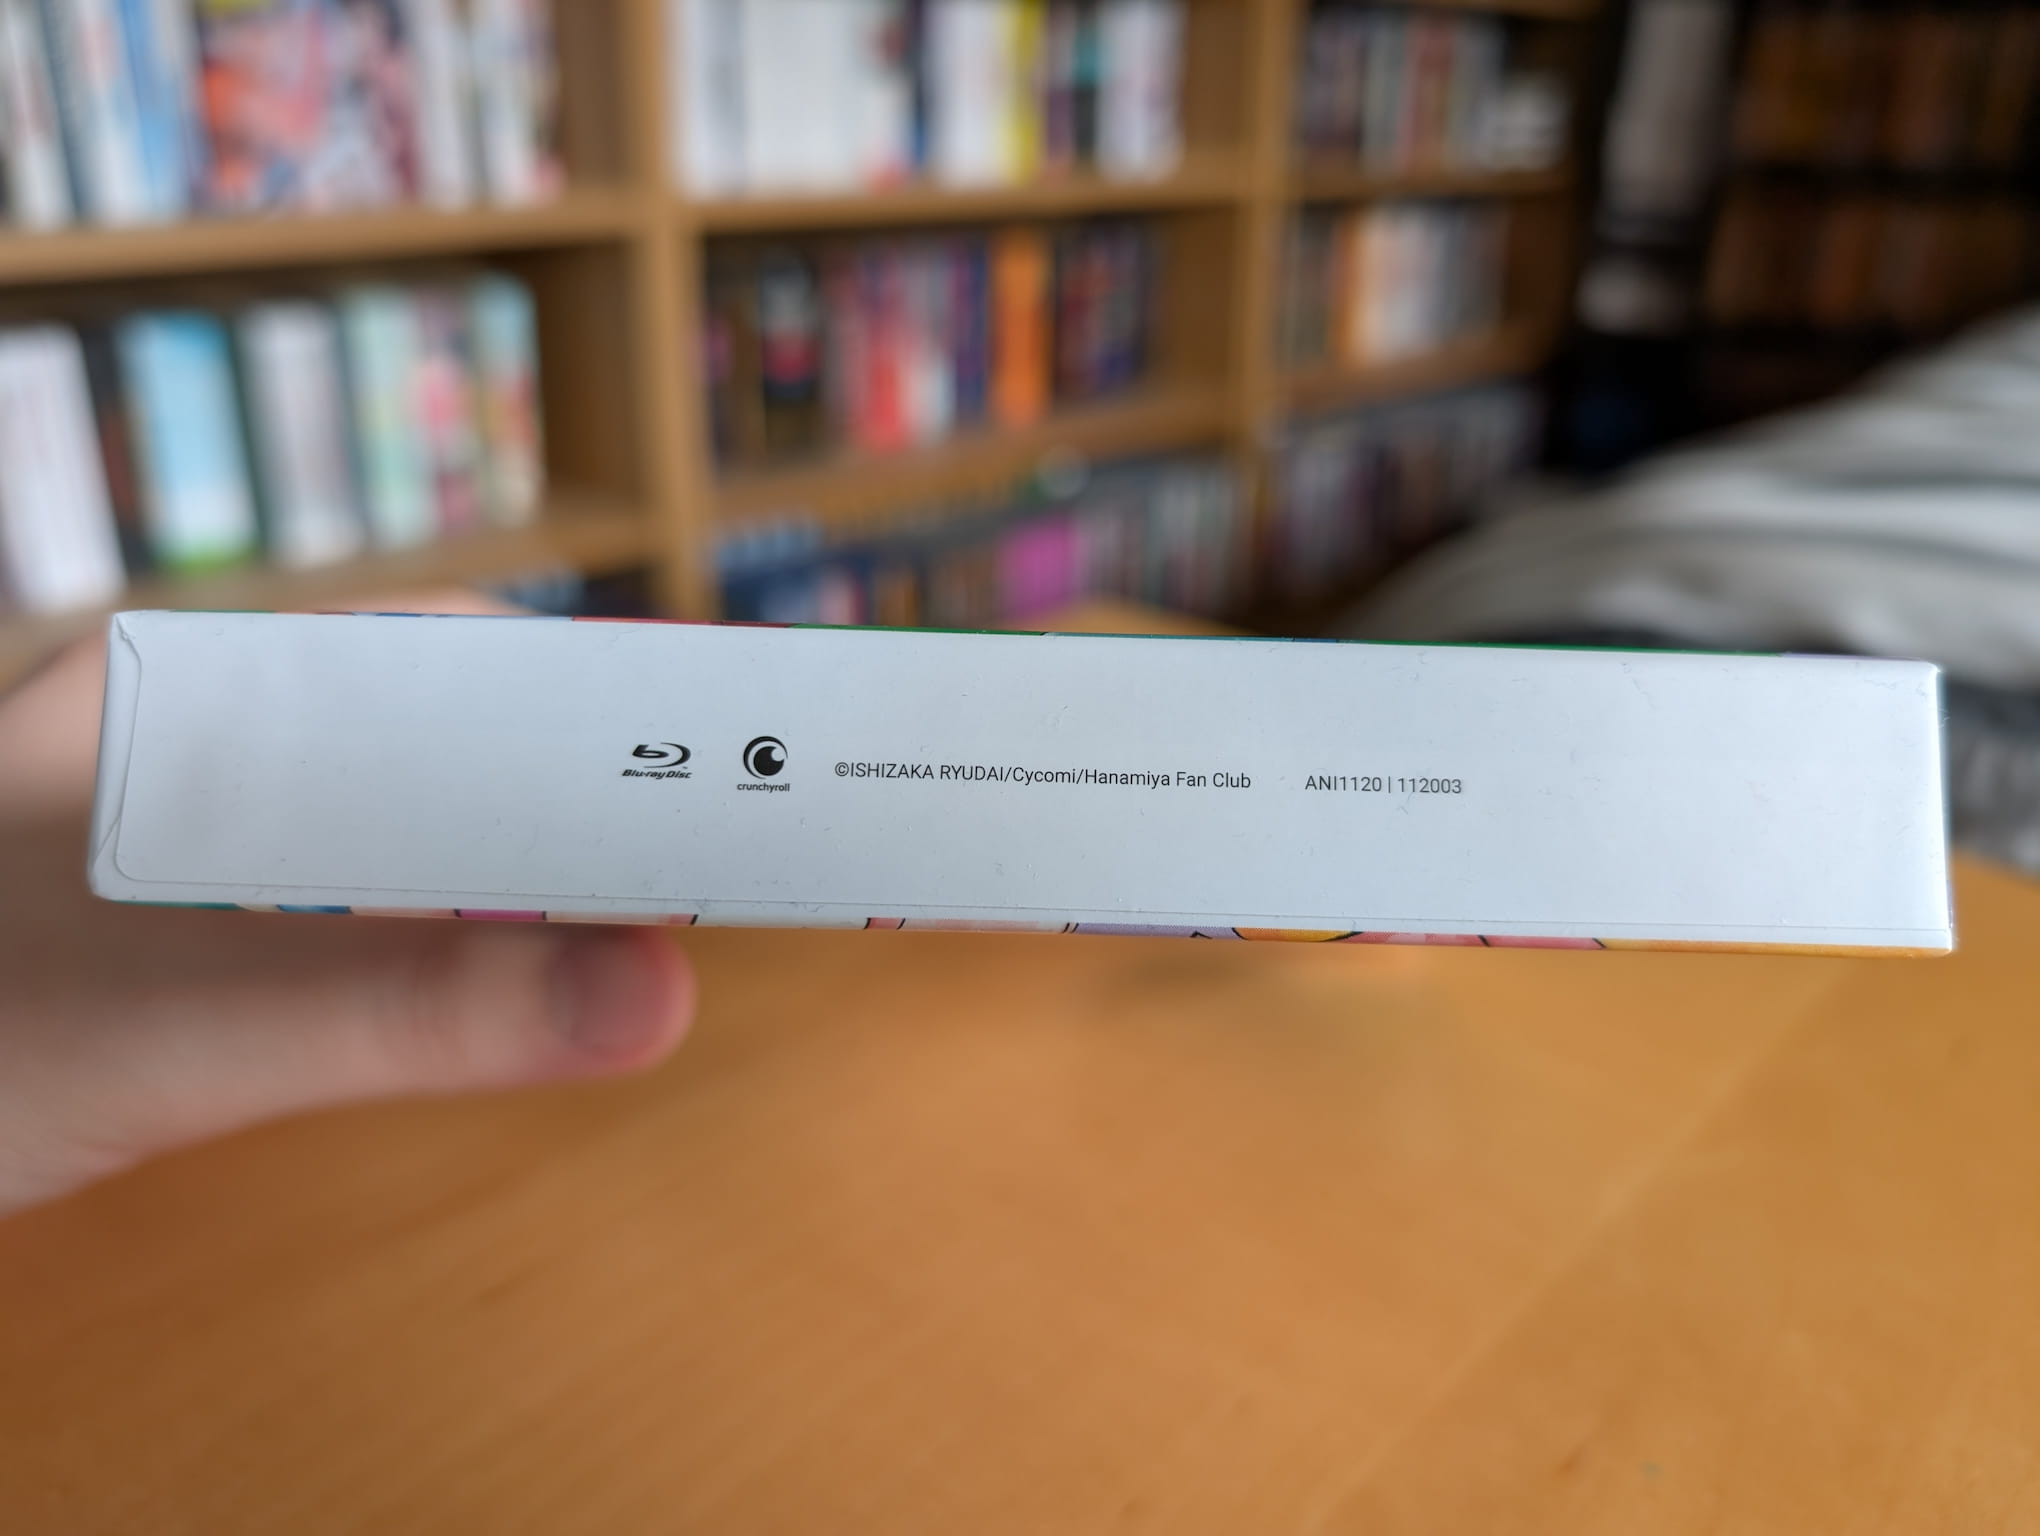 Blu-ray Disc
crunchyroll
©ISHIZAKA RYUDAI/Cycomi/Hanamiya Fan Club
ANI1120 | 112003